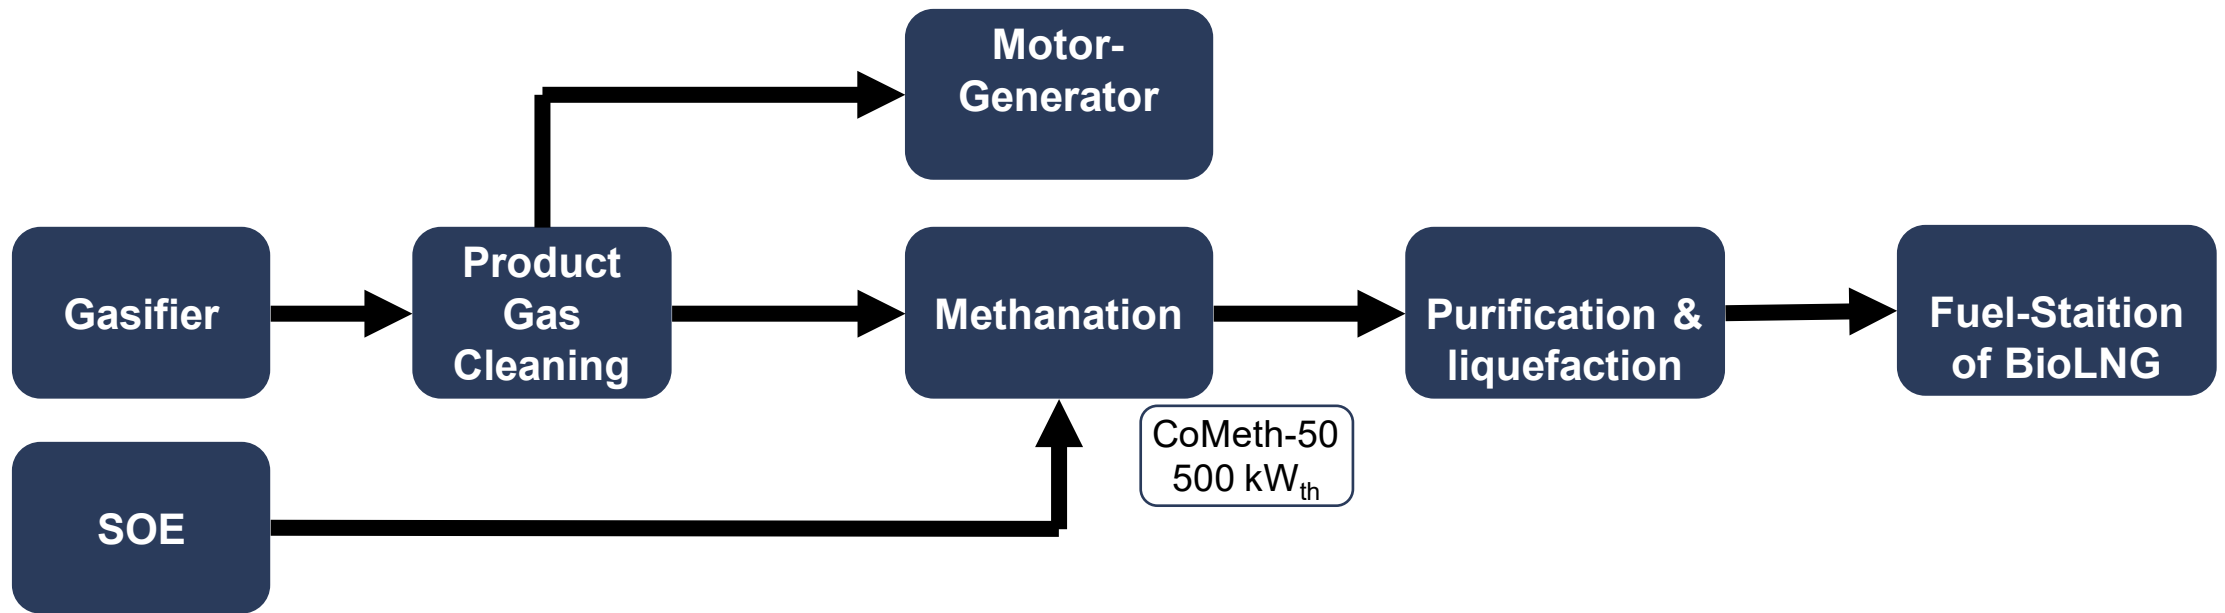 Motor-
Generator
Gasifier
Product
Gas
Cleaning
Methanation
Purification &
liquefaction
Fuel-Staition
of BioLNG
CoMeth-50
500 kWth
SOE